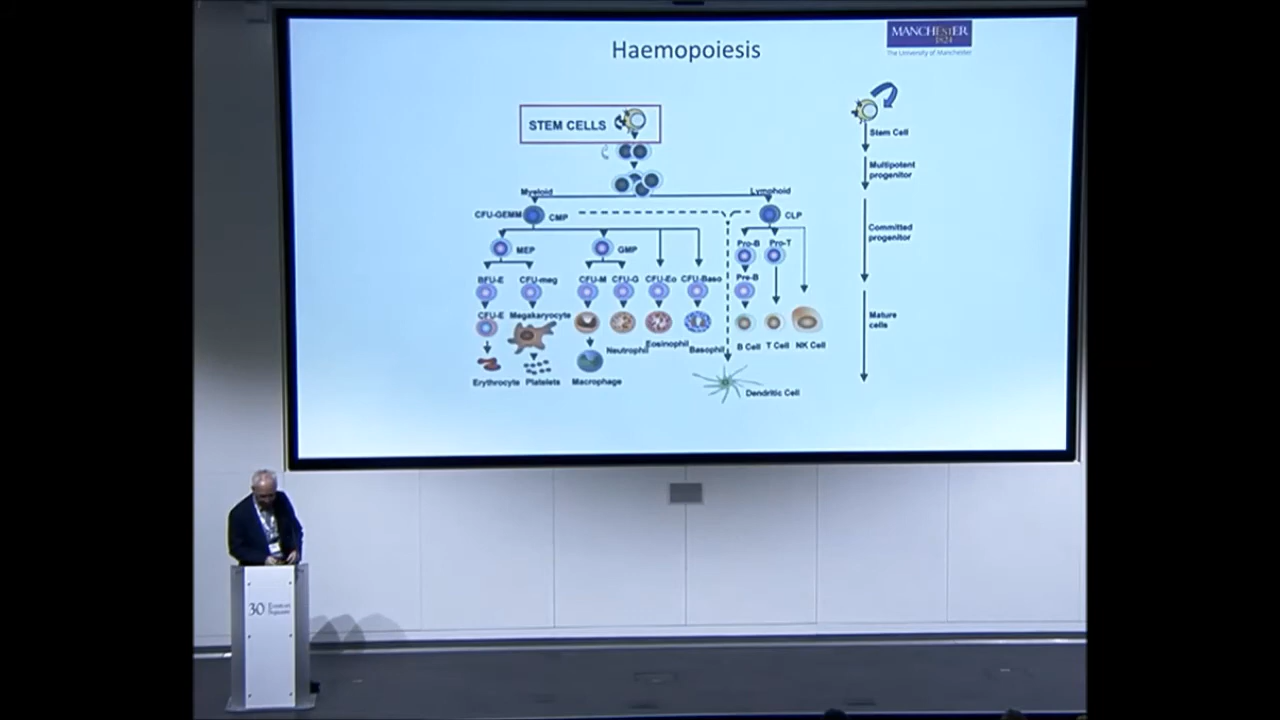 Haemopoiesis
MANCHESTER
1824
The University of Manchester
STEM CELLS
Stem Cell
Multipotent
progenitor
Myeloid
Lymphoid
CFU-GEMM
CMP
CLP
Committed
progenitor
MEP
GMP
Pro-B
Pro-T
BFU-E
CFU-meg
CFU-M
CFU-G
CFU-Eo
CFU-Baso
Pre-B
CFU-E
Megakaryocyte
Mature
cells
Neutrophil
Eosinophil
Basophil
B Cell
T Cell
NK Cell
Erythrocyte
Platelets
Macrophage
Dendritic Cell
30